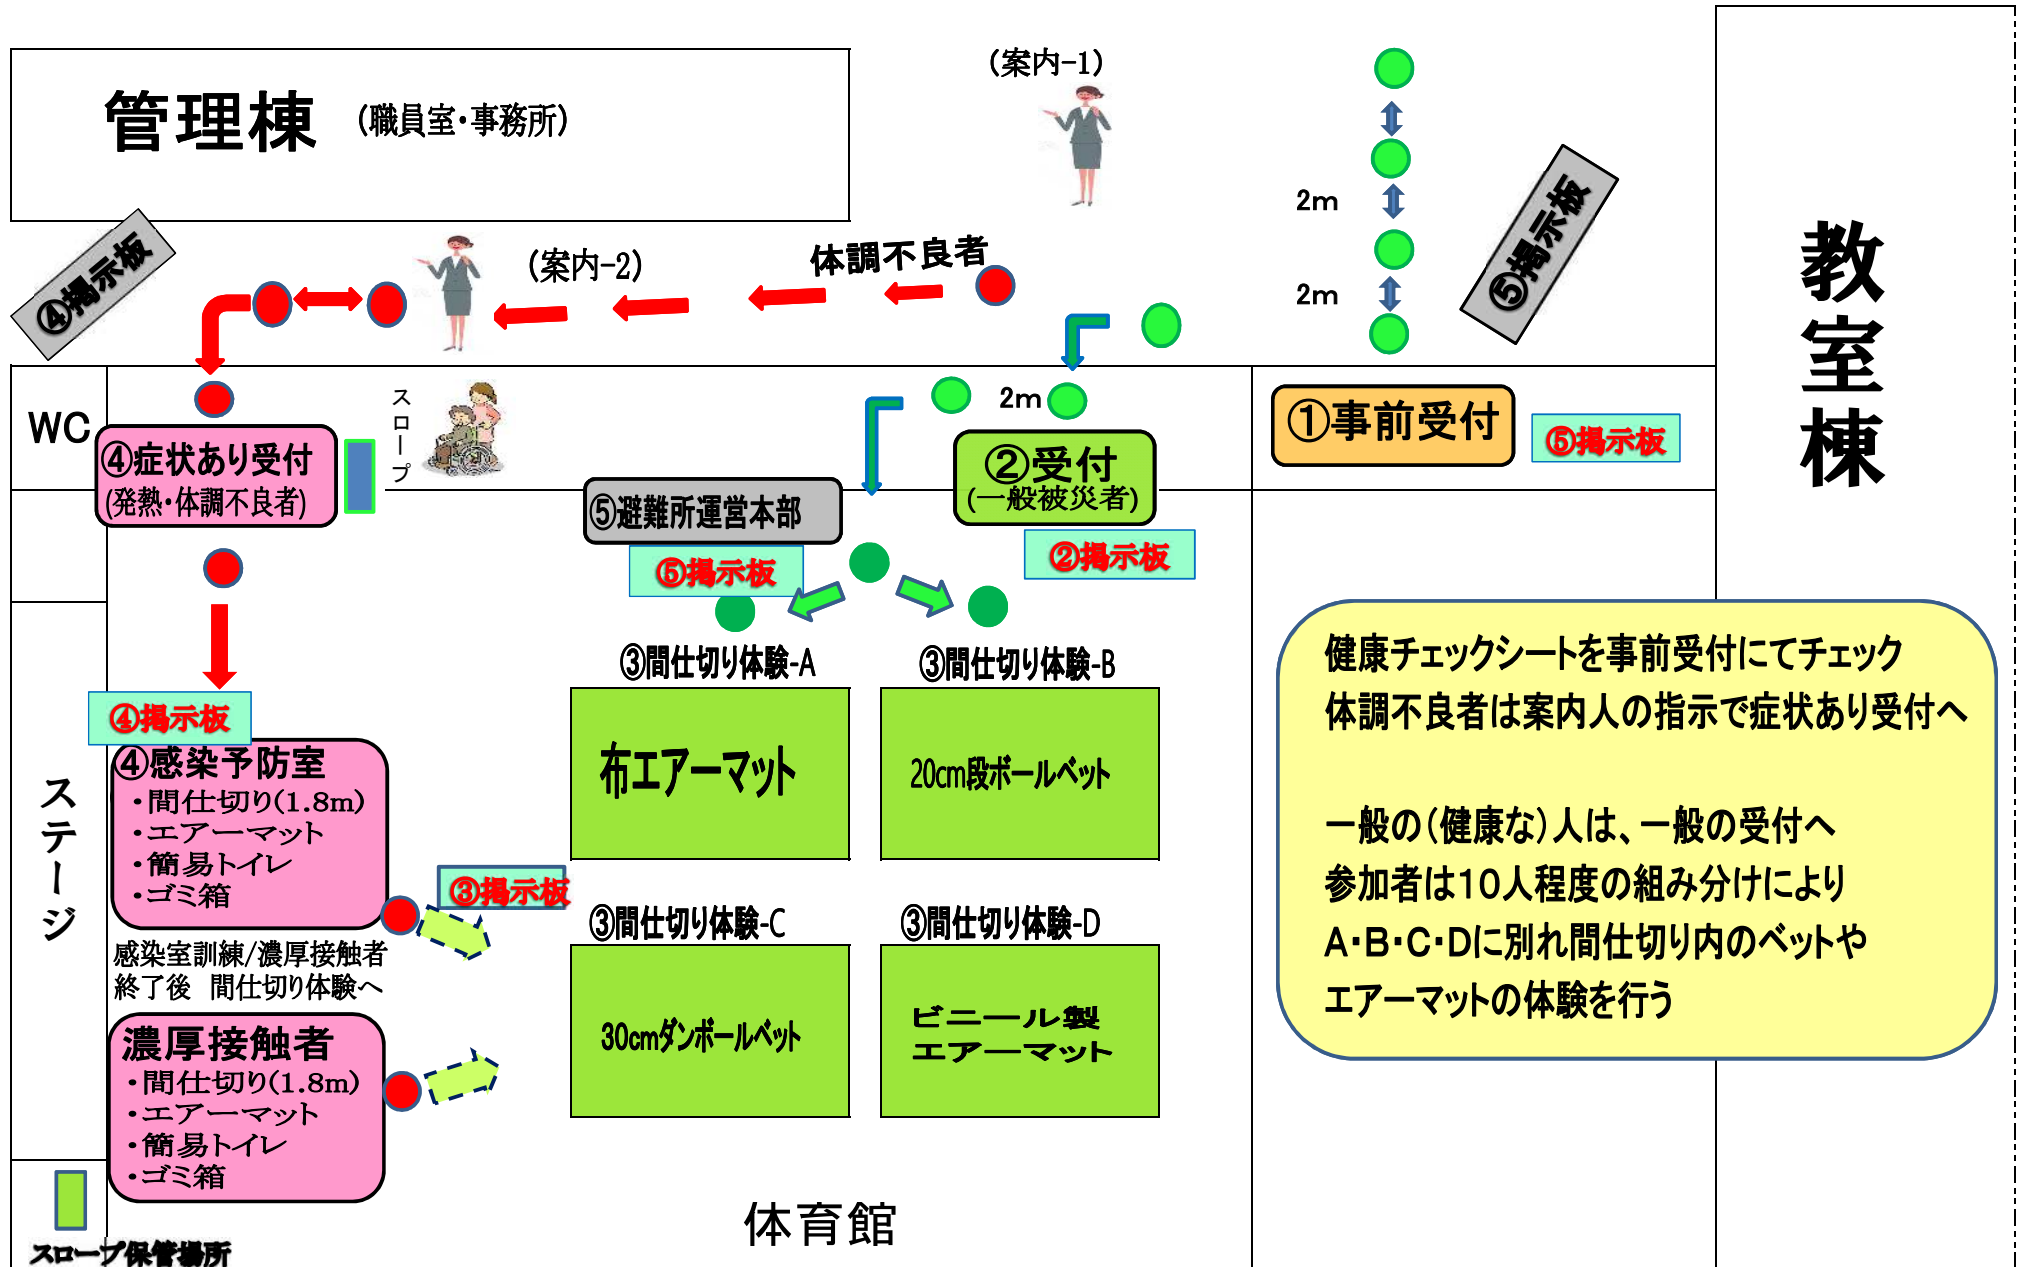 管理棟 (職員室・事務所)
(案内-1)
教室棟
2m
⑤掲示板
④掲示板
(案内-2)
体調不良者
2m
WC
④症状あり受付
(発熱・体調不良者)
スロープ
2m
②受付
(一般被災者)
①事前受付
⑤掲示板
⑤避難所運営本部
⑤掲示板
②掲示板
③間仕切り体験-A
③間仕切り体験-B
布エアーマット
20cm段ボールベット
④掲示板
④感染予防室
・間仕切り(1.8m)
・エアーマット
・簡易トイレ
・ゴミ箱
③掲示板
ステージ
感染室訓練/濃厚接触者
終了後 間仕切り体験へ
③間仕切り体験-C
③間仕切り体験-D
30cmダンボールベット
ビニール製
エアーマット
濃厚接触者
・間仕切り(1.8m)
・エアーマット
・簡易トイレ
・ゴミ箱
健康チェックシートを事前受付にてチェック
体調不良者は案内人の指示で症状あり受付へ
一般の(健康な)人は、一般の受付へ
参加者は10人程度の組み分けにより
A・B・C・Dに別れ間仕切り内のベットや
エアーマットの体験を行う
体育館
スロープ保管場所